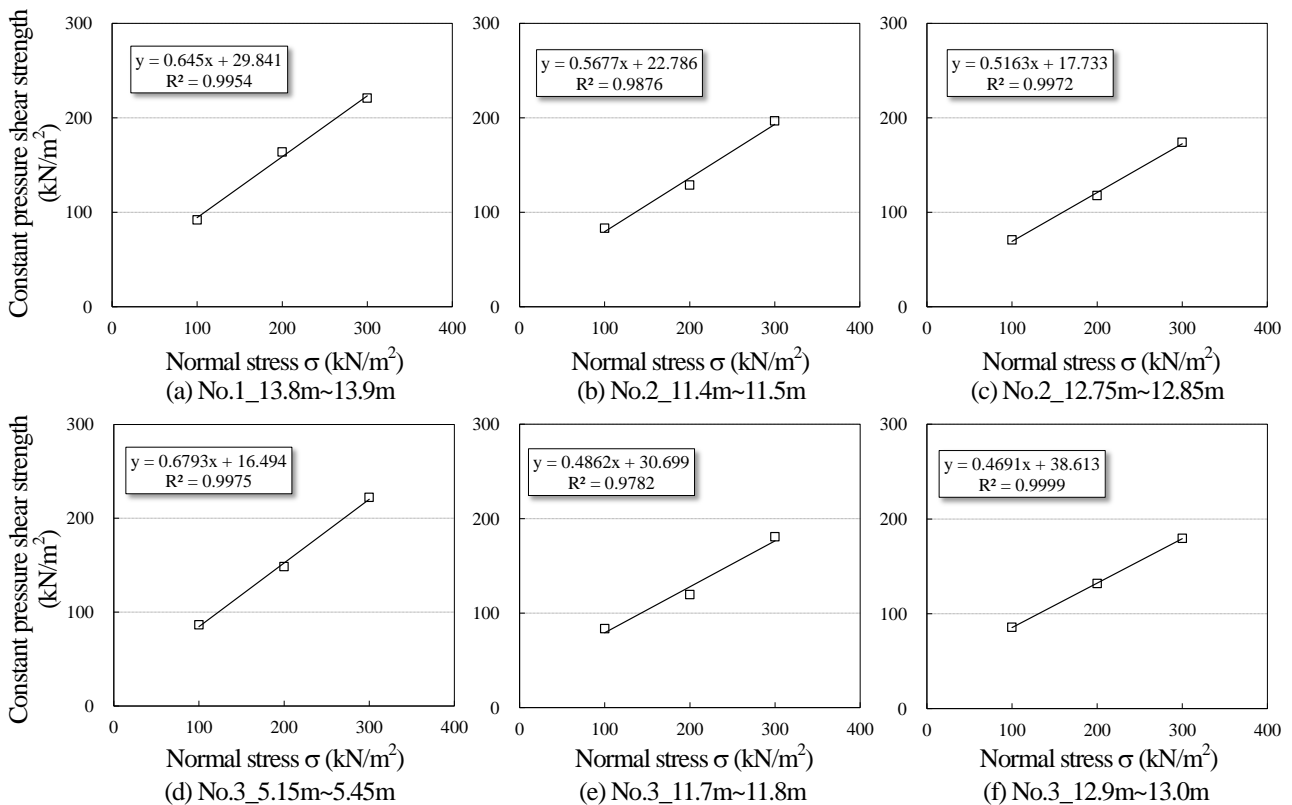 Constant pressure shear strength
(kN/m²)
300
200
100
0
y = 0.645x + 29.841
R² = 0.9954
0
100
200
300
400
Normal stress σ (kN/m²)
(a) No.1_13.8m~13.9m
300
200
100
0
y = 0.5677x + 22.786
R² = 0.9876
0
100
200
300
400
Normal stress σ (kN/m²)
(b) No.2_11.4m~11.5m
300
200
100
0
y = 0.5163x + 17.733
R² = 0.9972
0
100
200
300
400
Normal stress σ (kN/m²)
(c) No.2_12.75m~12.85m
Constant pressure shear strength
(kN/m²)
300
200
100
0
y = 0.6793x + 16.494
R² = 0.9975
0
100
200
300
400
Normal stress σ (kN/m²)
(d) No.3_5.15m~5.45m
300
200
100
0
y = 0.4862x + 30.699
R² = 0.9782
0
100
200
300
400
Normal stress σ (kN/m²)
(e) No.3_11.7m~11.8m
300
200
100
0
y = 0.4691x + 38.613
R² = 0.9999
0
100
200
300
400
Normal stress σ (kN/m²)
(f) No.3_12.9m~13.0m